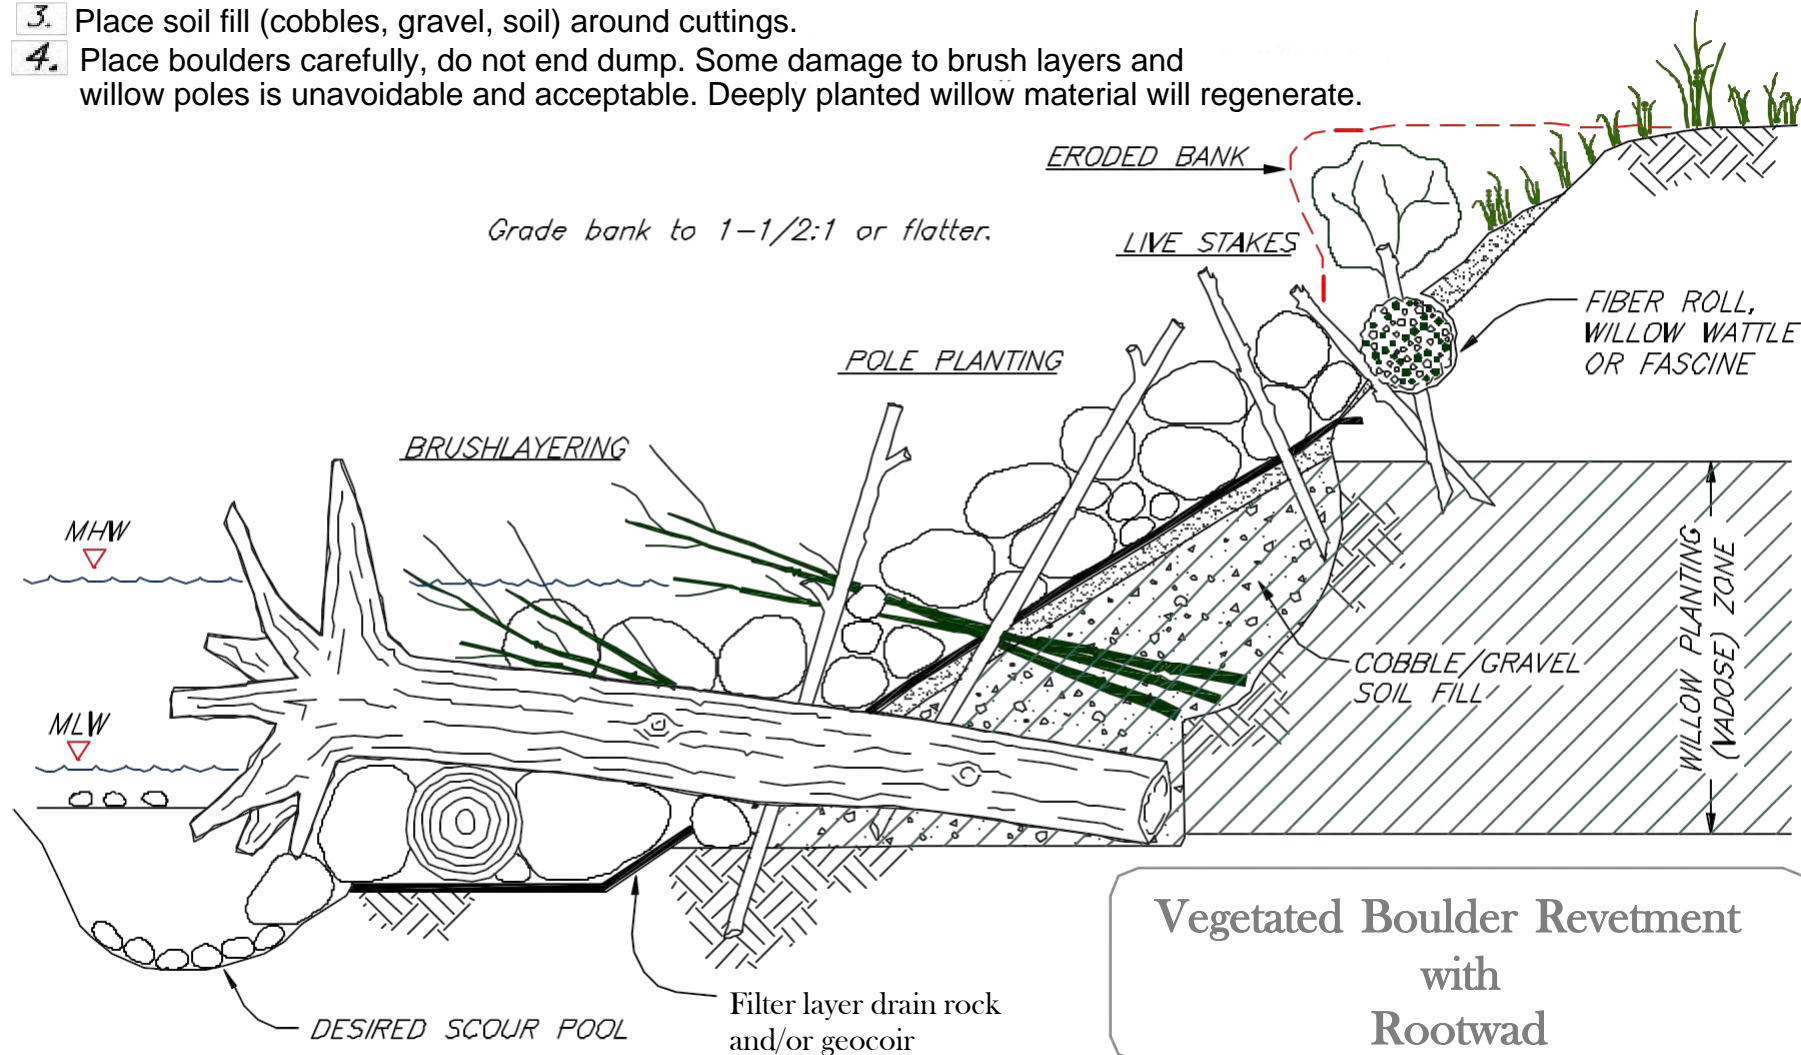 3. Place soil fill (cobbles, gravel, soil) around cuttings.
4. Place boulders carefully, do not end dump. Some damage to brush layers and
willow poles is unavoidable and acceptable. Deeply planted willow material will regenerate.
ERODED BANK
Grade bank to 1-1/2:1 or flatter.
LIVE STAKES
FIBER ROLL,
WILLOW WATTLE
OR FASCINE
POLE PLANTING
BRUSHLAYERING
MHW
WILLOW PLANTING
(VADOSE) ZONE
COBBLE/GRAVEL
SOIL FILL
MLW
Vegetated Boulder Revetment
with
Rootwad
Filter layer drain rock
and/or geocoir
DESIRED SCOUR POOL